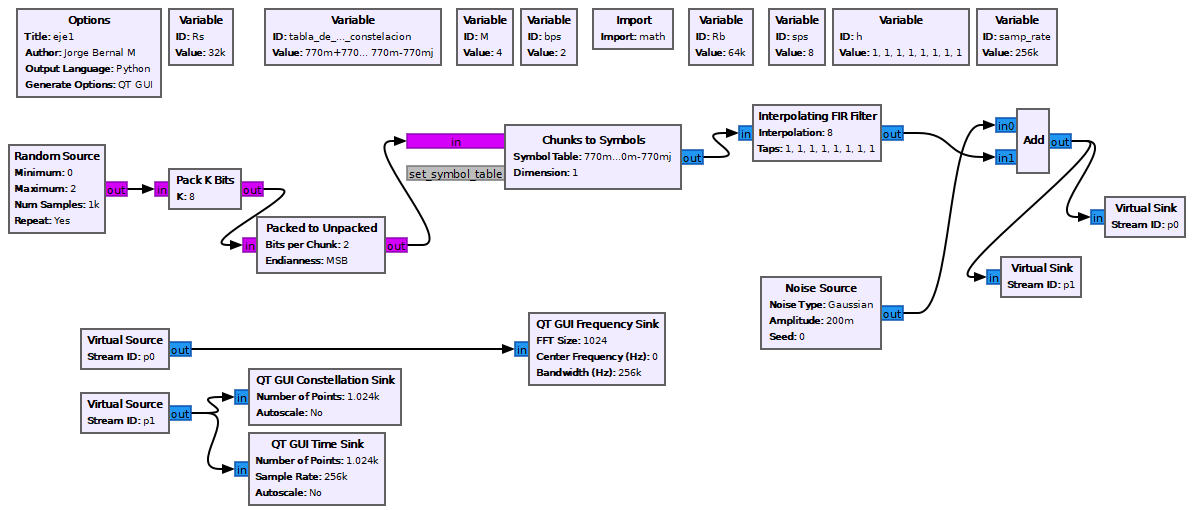 Options
Title: eje1
Author: Jorge Bernal M
Output Language: Python
Generate Options: QT GUI
Variable
ID: Rs
Value: 32k
Variable
ID: tabla_de_..._constelacion
Value: 770m+770... 770m-770mj
Variable
ID: M
Value: 4
Variable
ID: bps
Value: 2
Import
Import: math
Variable
ID: Rb
Value: 64k
Variable
ID: sps
Value: 8
Variable
ID: h
Value: 1, 1, 1, 1, 1, 1, 1, 1
Variable
ID: samp_rate
Value: 256k
Random Source
Minimum: 0
Maximum: 2
Num Samples: 1k
Repeat: Yes
out
in
Pack K Bits
K: 8
out
in
Packed to Unpacked
Bits per Chunk: 2
Endianness: MSB
out
in
set_symbol_table
Chunks to Symbols
Symbol Table: 770m...0m-770mj
Dimension: 1
out
in
Interpolating FIR Filter
Interpolation: 8
Taps: 1, 1, 1, 1, 1, 1, 1, 1
out
in0
in1
Add
out
in
Virtual Sink
Stream ID: p0
in
Virtual Sink
Stream ID: p1
Noise Source
Noise Type: Gaussian
Amplitude: 200m
Seed: 0
out
Virtual Source
Stream ID: p0
out
in
QT GUI Frequency Sink
FFT Size: 1024
Center Frequency (Hz): 0
Bandwidth (Hz): 256k
Virtual Source
Stream ID: p1
out
in
QT GUI Constellation Sink
Number of Points: 1.024k
Autoscale: No
in
QT GUI Time Sink
Number of Points: 1.024k
Sample Rate: 256k
Autoscale: No